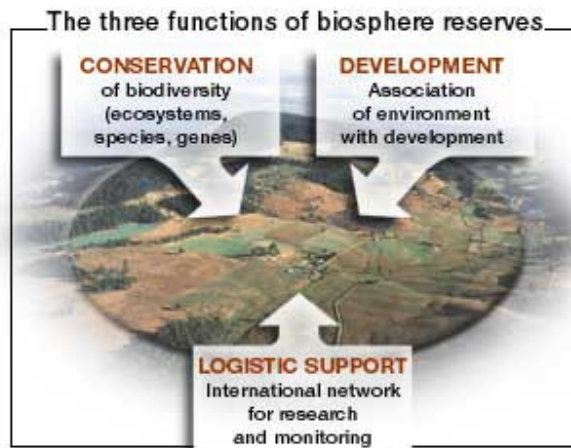 The three functions of biosphere reserves
CONSERVATION
of biodiversity
(ecosystems,
species, genes)
DEVELOPMENT
Association
of environment
with development
LOGISTIC SUPPORT
International network
for research
and monitoring